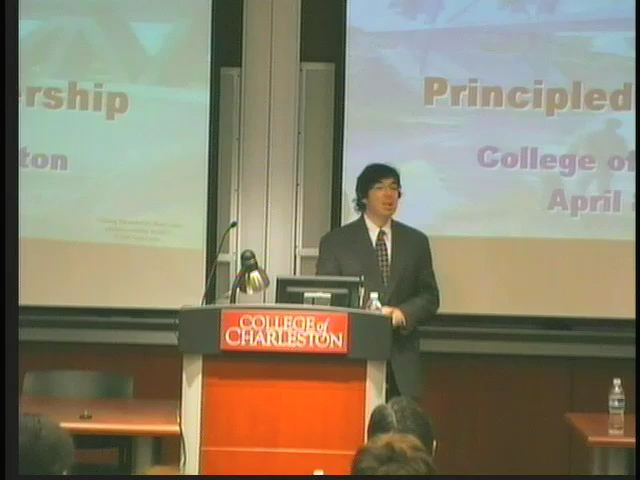 ership
ton
Principled
College of
April
COLLEGE of
CHARLESTON